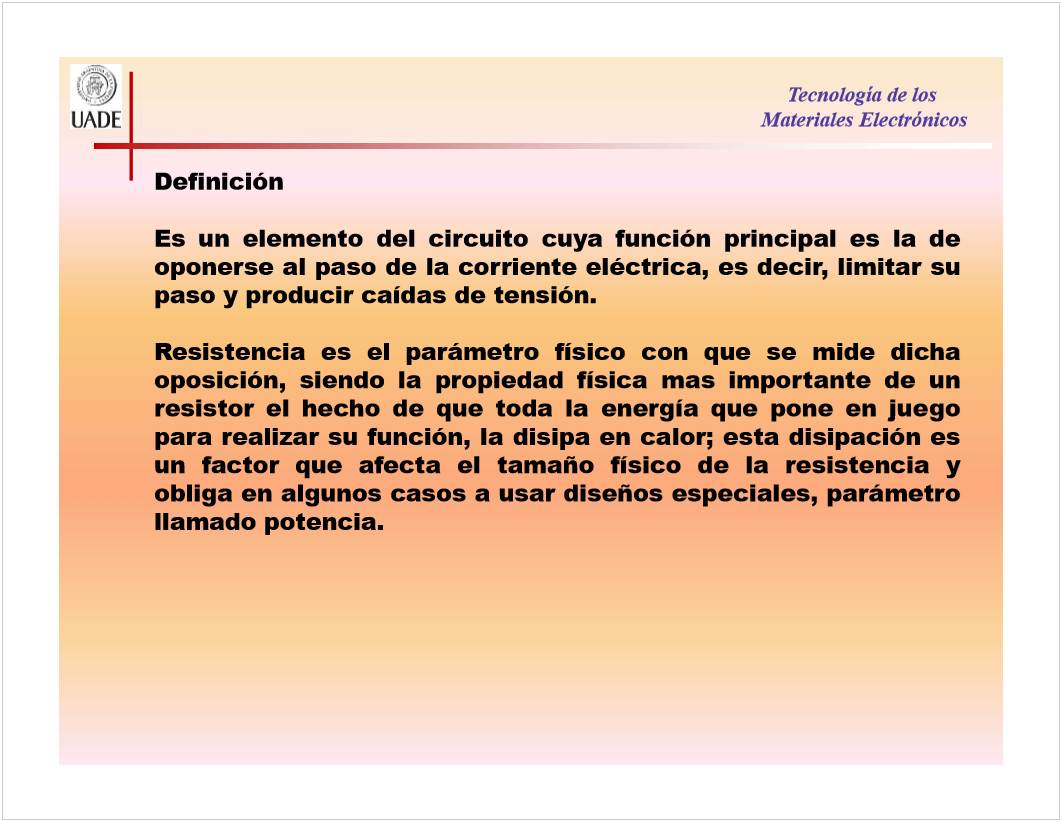 UADE
Tecnología de los
Materiales Electrónicos
Definición
Es un elemento del circuito cuya función principal es la de
oponerse al paso de la corriente eléctrica, es decir, limitar su
paso y producir caídas de tensión.
Resistencia es el parámetro físico con que se mide dicha
oposición, siendo la propiedad física mas importante de un
resistor el hecho de que toda la energía que pone en juego
para realizar su función, la disipa en calor; esta disipación es
un factor que afecta el tamaño físico de la resistencia y
obliga en algunos casos a usar diseños especiales, parámetro
llamado potencia.